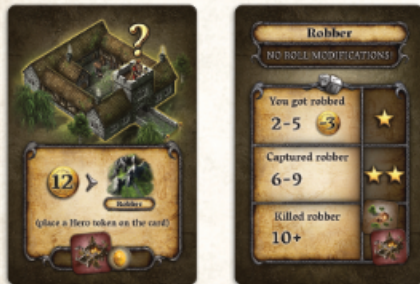 ?
12
Robber
(place a Hero token on the card)
Robber
NO ROLL MODIFICATIONS!
You got robbed
2-5 -3
Captured robber
6-9
Killed robber
10+